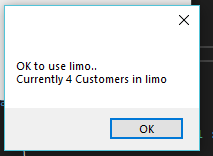 OK to use limo..
Currently 4 Customers in limo
OK